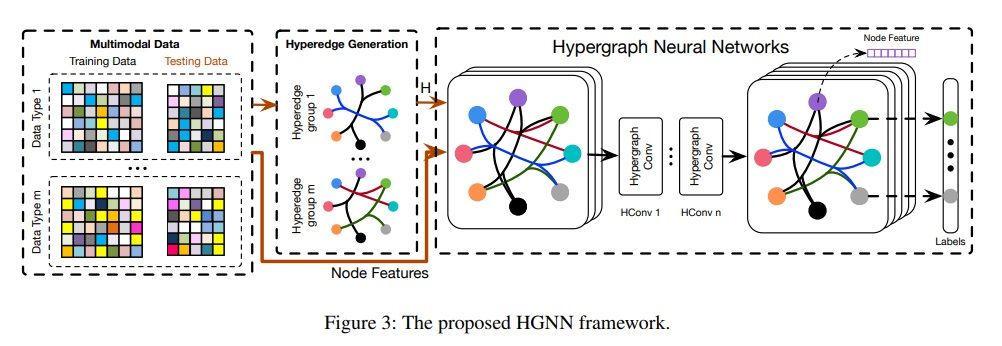 Multimodal Data
Training Data
Testing Data
Data Type 1
...
Data Type m
Hyperedge Generation
Hyperedge
group 1
...
Hyperedge
group m
H
Node Features
Hypergraph Neural Networks
Hypergraph
Conv
HConv 1
Hypergraph
Conv
HConv n
Node Feature
Labels
Figure 3: The proposed HGNN framework.